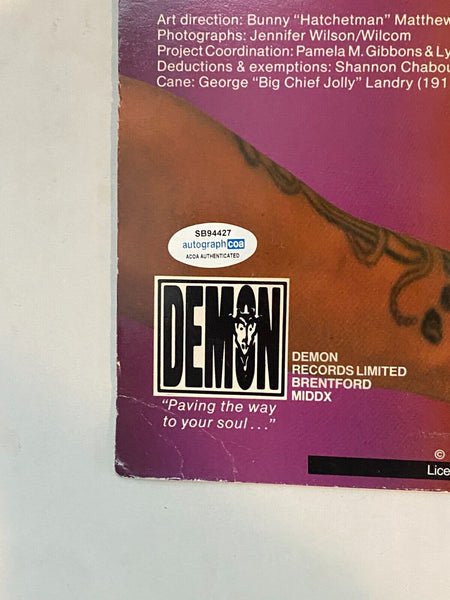 Art direction: Bunny "Hatchetman" Matthew
Photographs: Jennifer Wilson/Wilcom
Project Coordination: Pamela M. Gibbons & Ly
Deductions & exemptions: Shannon Chabou
Cane: George "Big Chief Jolly" Landry (191
SB94427
autographcoa
ACOA AUTHENTICATED
DEMON
DEMON
RECORDS LIMITED
BRENTFORD
MIDDX
"Paving the way
to your soul . . ."
©
Lice